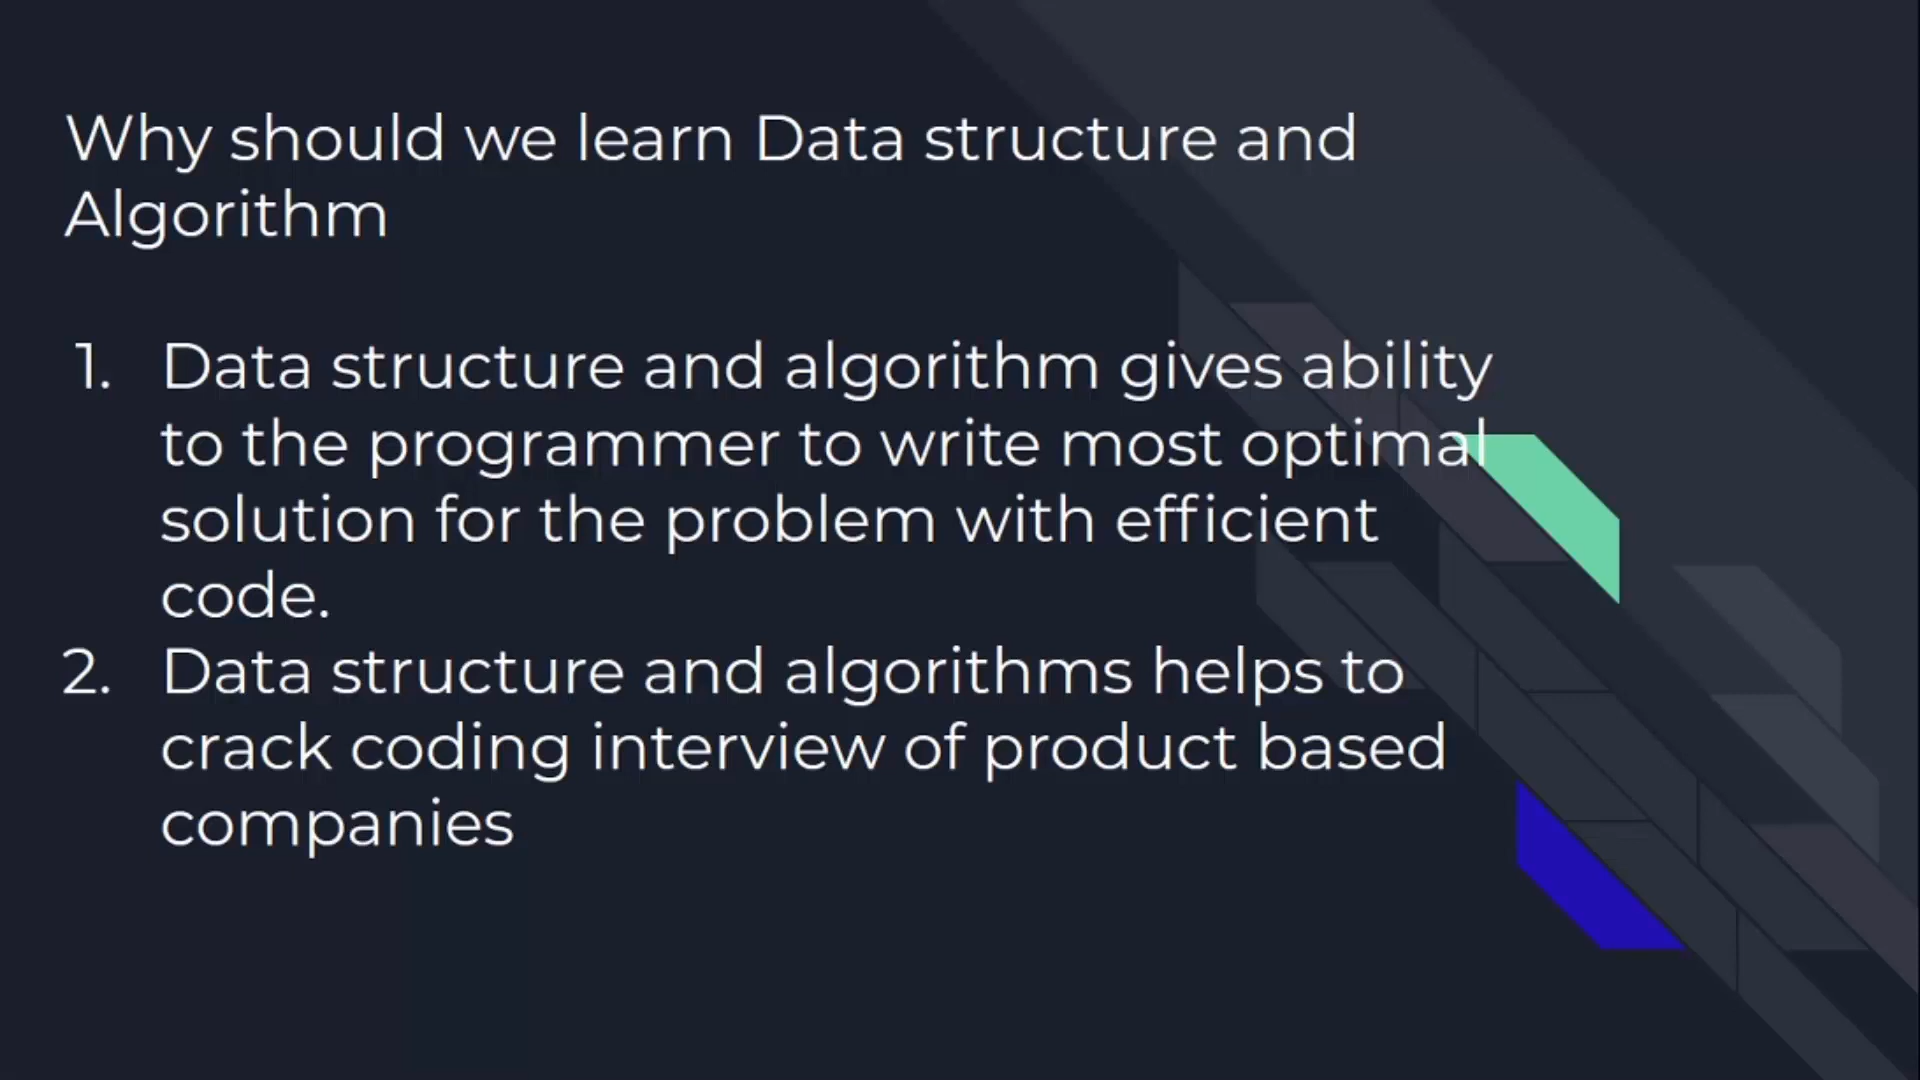 Why should we learn Data structure and
Algorithm
1. Data structure and algorithm gives ability
to the programmer to write most optimal
solution for the problem with efficient
code.
2. Data structure and algorithms helps to
crack coding interview of product based
companies